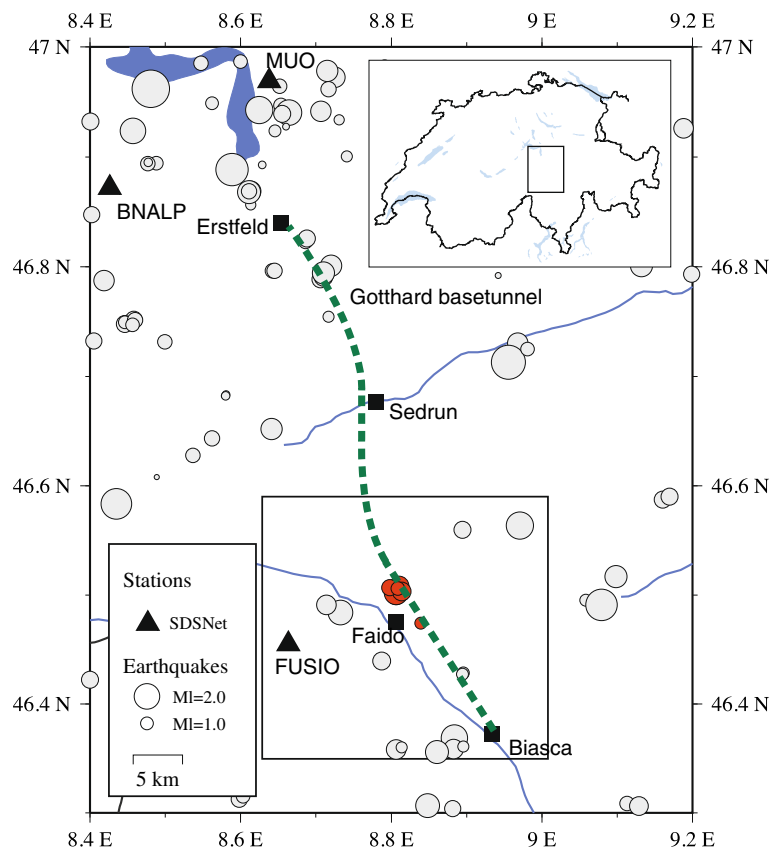 8.4 E 8.6 E 8.8 E 9 E 9.2 E
47 N 47 N
MUO
BNALP
Erstfeld
46.8 N 46.8 N
Gotthard basetunnel
Sedrun
46.6 N 46.6 N
Stations
SDSNet
Faido
FUSIO
Earthquakes
Ml=2.0
Ml=1.0
46.4 N 46.4 N
Biasca
5 km
8.4 E 8.6 E 8.8 E 9 E 9.2 E